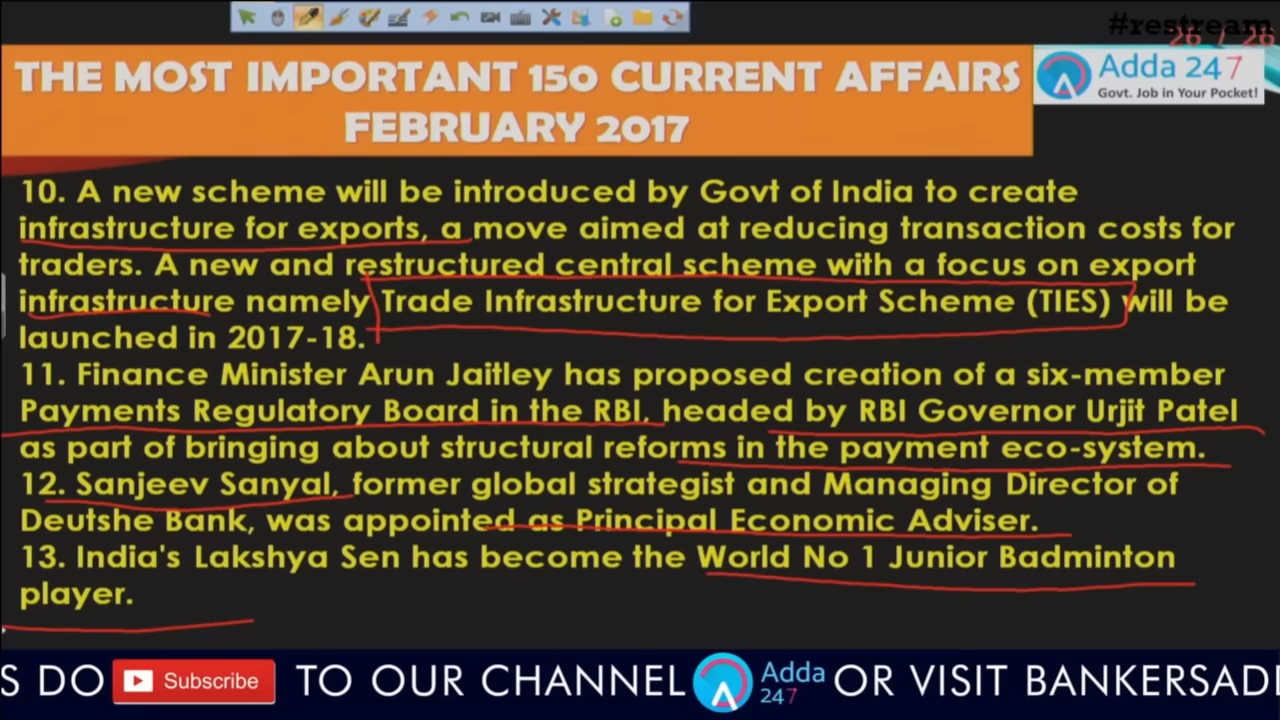 #restream
26 / 26
THE MOST IMPORTANT 150 CURRENT AFFAIRS
FEBRUARY 2017
Adda 247
Govt. Job in Your Pocket!
10. A new scheme will be introduced by Govt of India to create
infrastructure for exports, a move aimed at reducing transaction costs for
traders. A new and restructured central scheme with a focus on export
infrastructure namely Trade Infrastructure for Export Scheme (TIES) will be
launched in 2017-18.
11. Finance Minister Arun Jaitley has proposed creation of a six-member
Payments Regulatory Board in the RBI, headed by RBI Governor Urjit Patel
as part of bringing about structural reforms in the payment eco-system.
12. Sanjeev Sanyal, former global strategist and Managing Director of
Deutshe Bank, was appointed as Principal Economic Adviser.
13. India's Lakshya Sen has become the World No 1 Junior Badminton
player.
S DO Subscribe TO OUR CHANNEL Adda 247 OR VISIT BANKERSADD